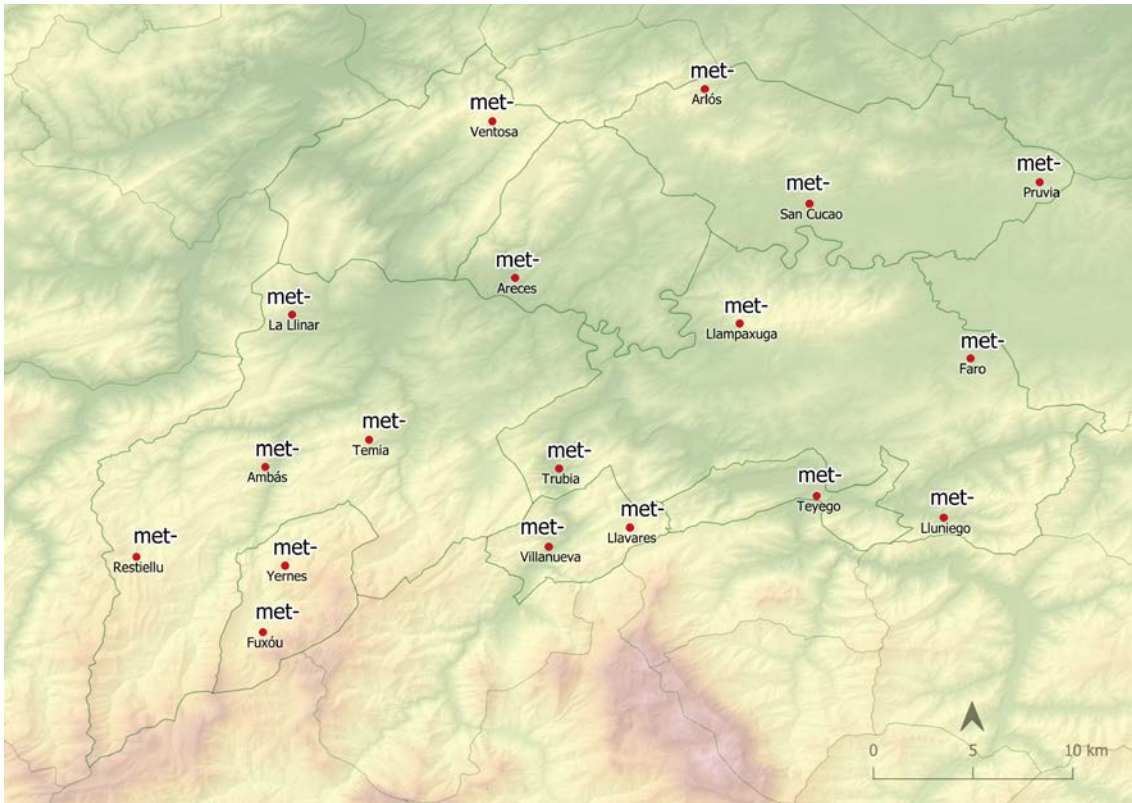 met-
Arlós
met-
Ventosa
met-
Pruvia
met-
San Cucao
met-
Areces
met-
La Llinar
met-
Llampaxuga
met-
Faro
met-
Temia
met-
Ambás
met-
Trubia
met-
Teyego
met-
Lluniego
met-
Llavares
met-
Villanueva
met-
Restiellu
met-
Yernes
met-
Fuxóu
0 5 10 km